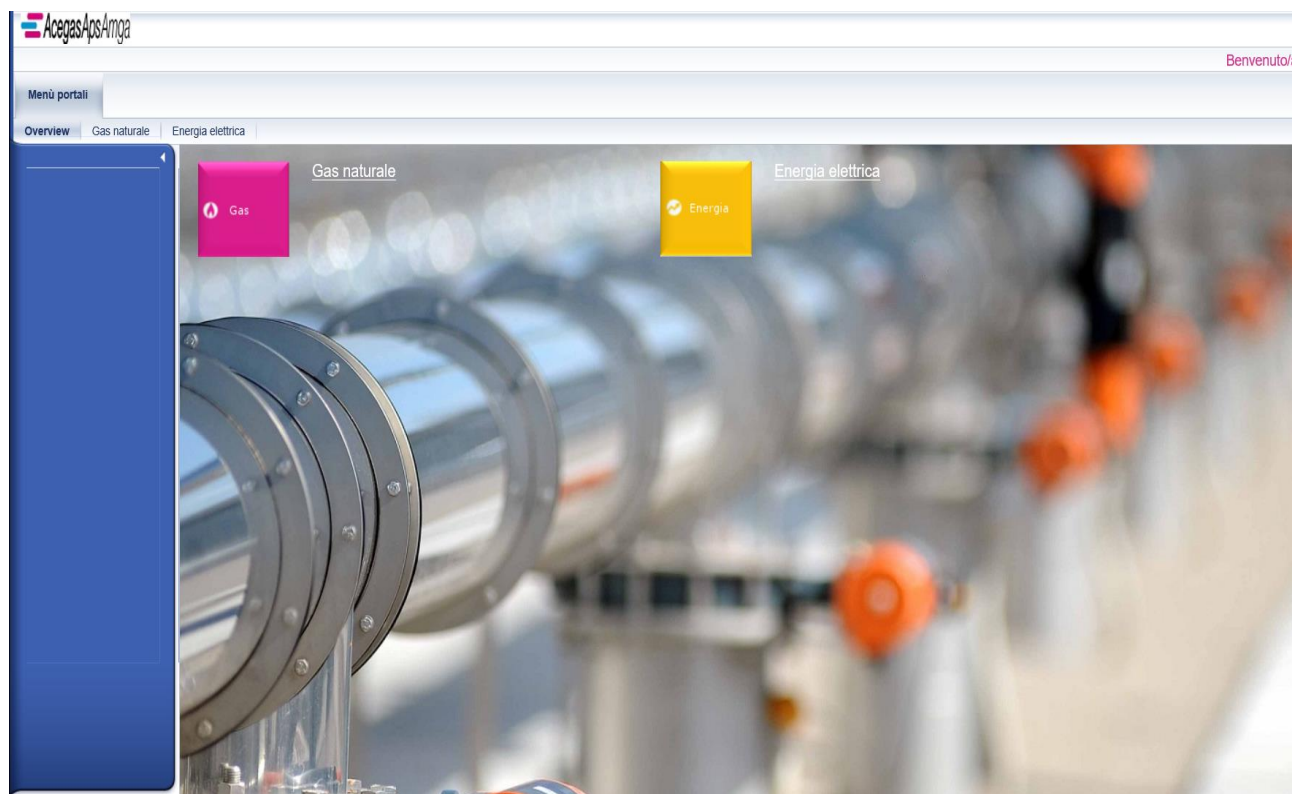 AcegasApsAmga
Benvenuto/a
Menù portali
Overview Gas naturale Energia elettrica
Gas Gas naturale Energia Energia elettrica